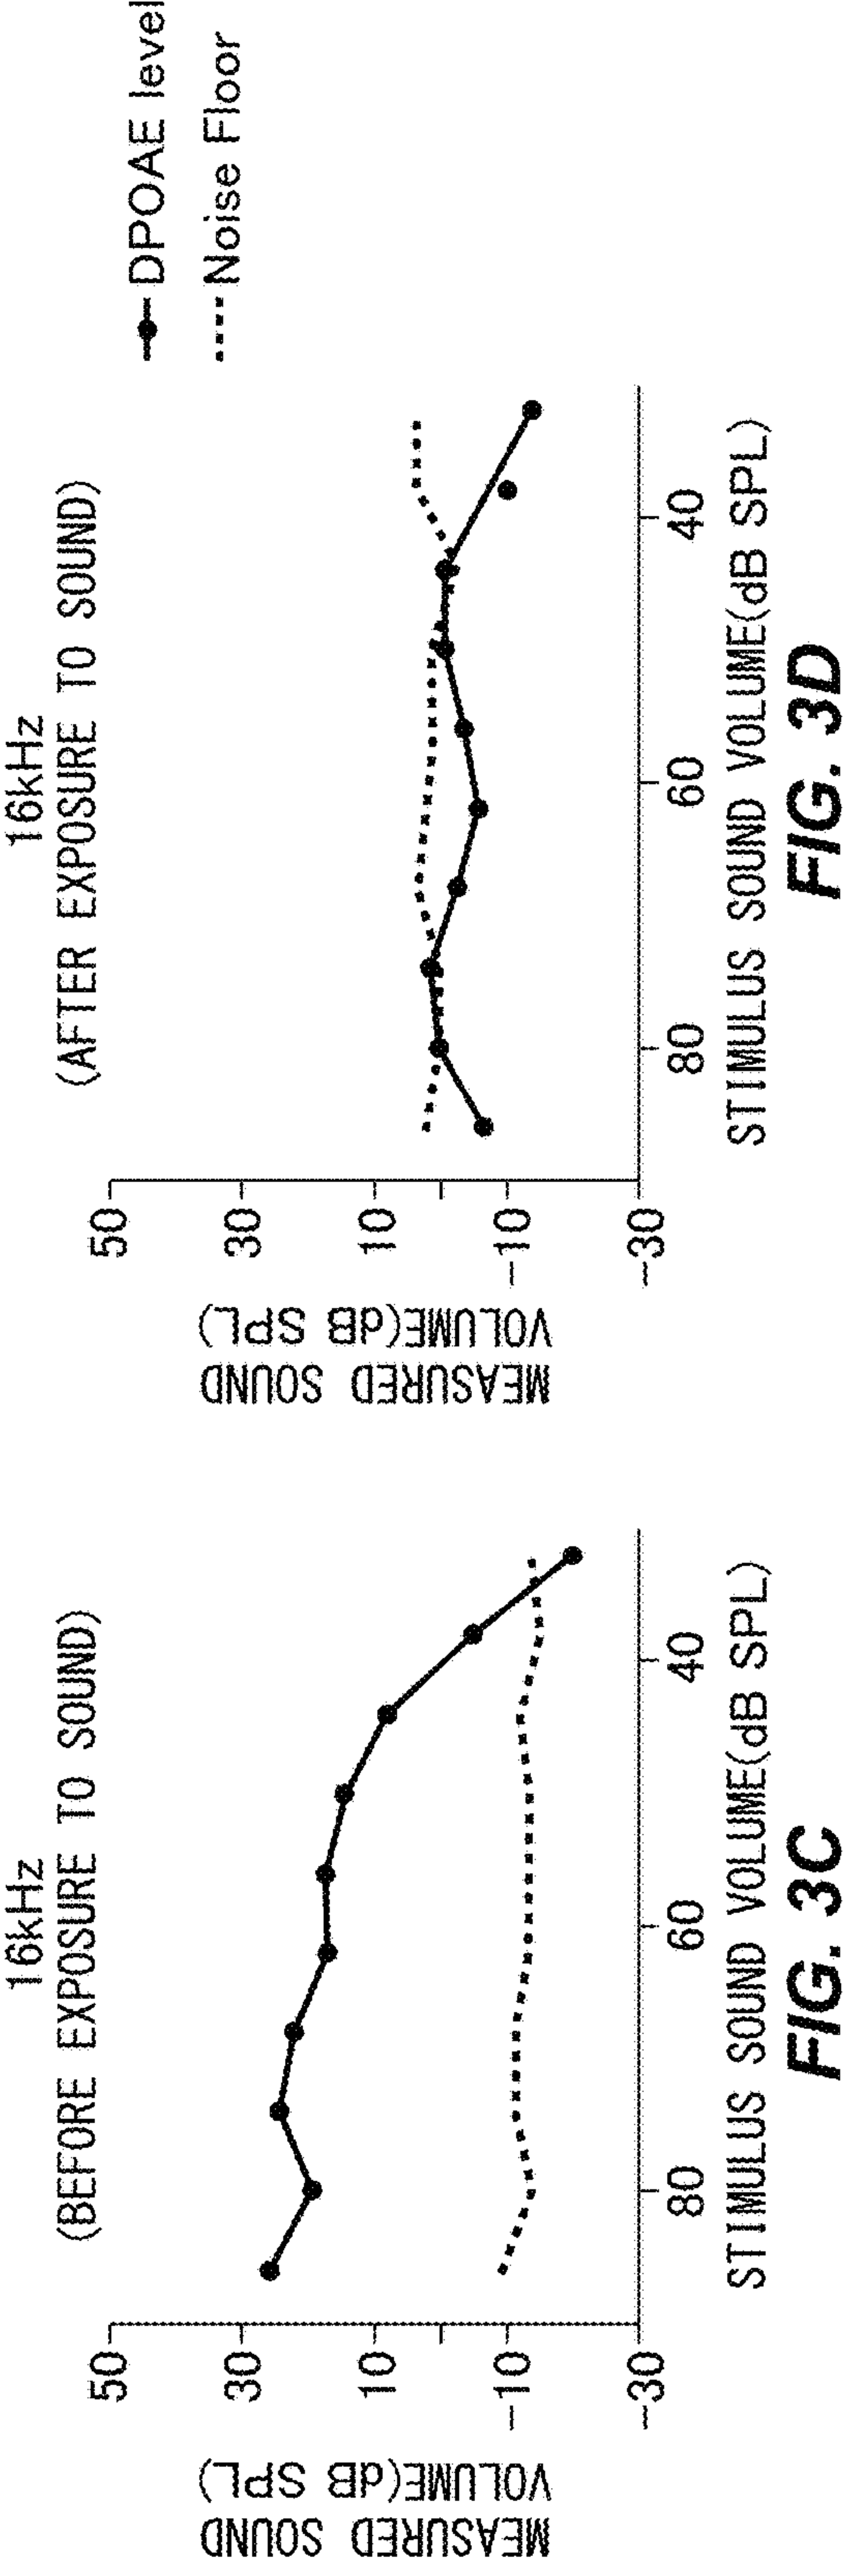 16kHz
(BEFORE EXPOSURE TO SOUND)
MEASURED SOUND
VOLUME(dB SPL)
50
30
10
-10
-30
80
60
40
STIMULUS SOUND VOLUME(dB SPL)
FIG. 3C
16kHz
(AFTER EXPOSURE TO SOUND)
DPOAE level
Noise Floor
MEASURED SOUND
VOLUME(dB SPL)
50
30
10
-10
-30
80
60
40
STIMULUS SOUND VOLUME(dB SPL)
FIG. 3D